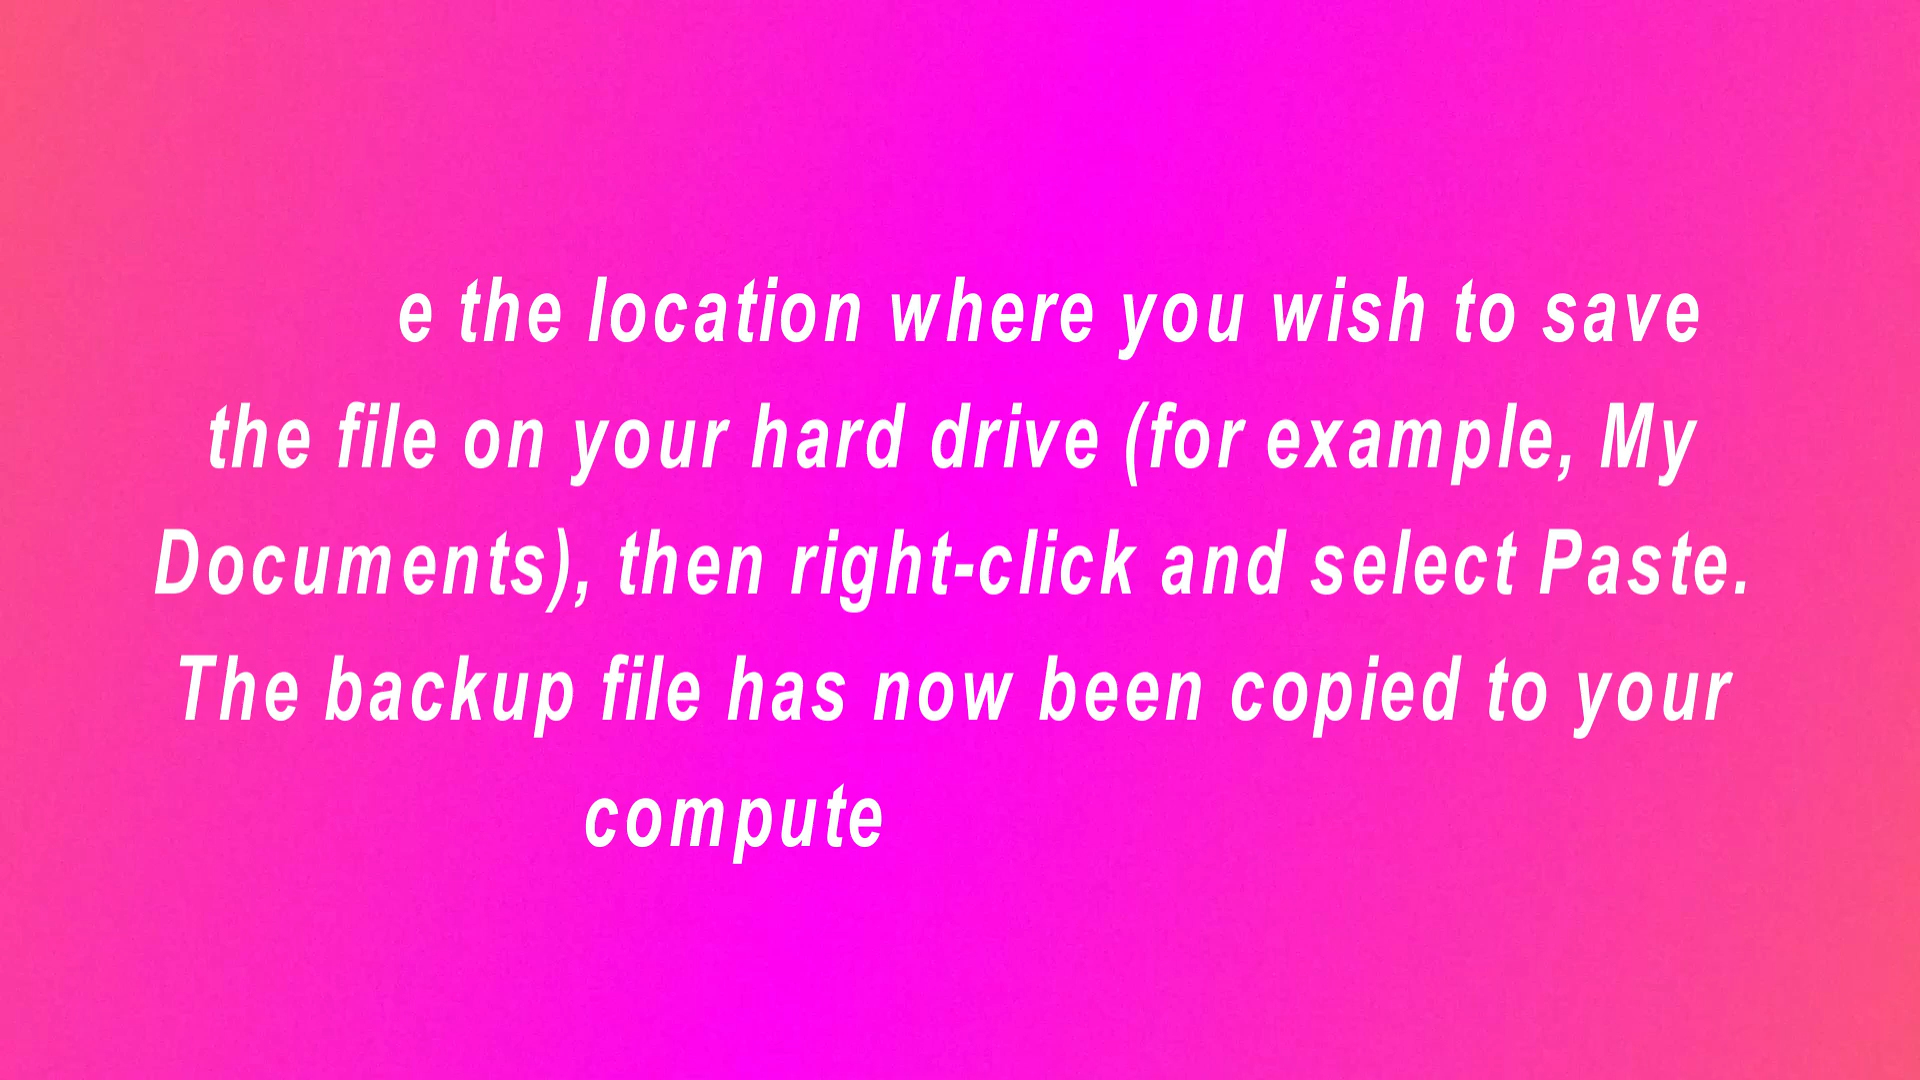 e the location where you wish to save
the file on your hard drive (for example, My
Documents), then right-click and select Paste.
The backup file has now been copied to your
compute